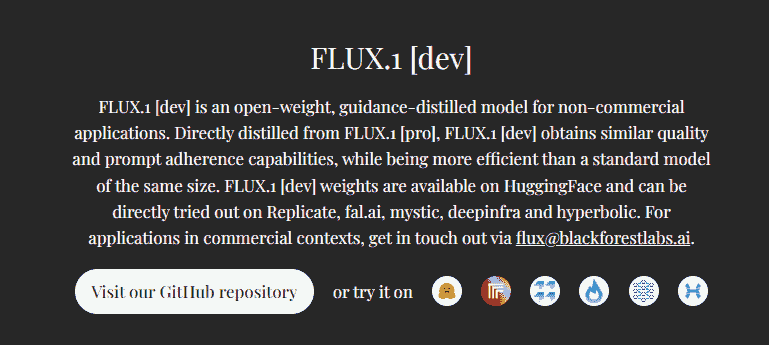 FLUX.1 [dev]
FLUX.1 [dev] is an open-weight, guidance-distilled model for non-commercial
applications. Directly distilled from FLUX.1 [pro], FLUX.1 [dev] obtains similar quality
and prompt adherence capabilities, while being more efficient than a standard model
of the same size. FLUX.1 [dev] weights are available on HuggingFace and can be
directly tried out on Replicate, fal.ai, mystic, deepinfra and hyperbolic. For
applications in commercial contexts, get in touch out via flux@blackforestlabs.ai.
Visit our GitHub repository or try it on